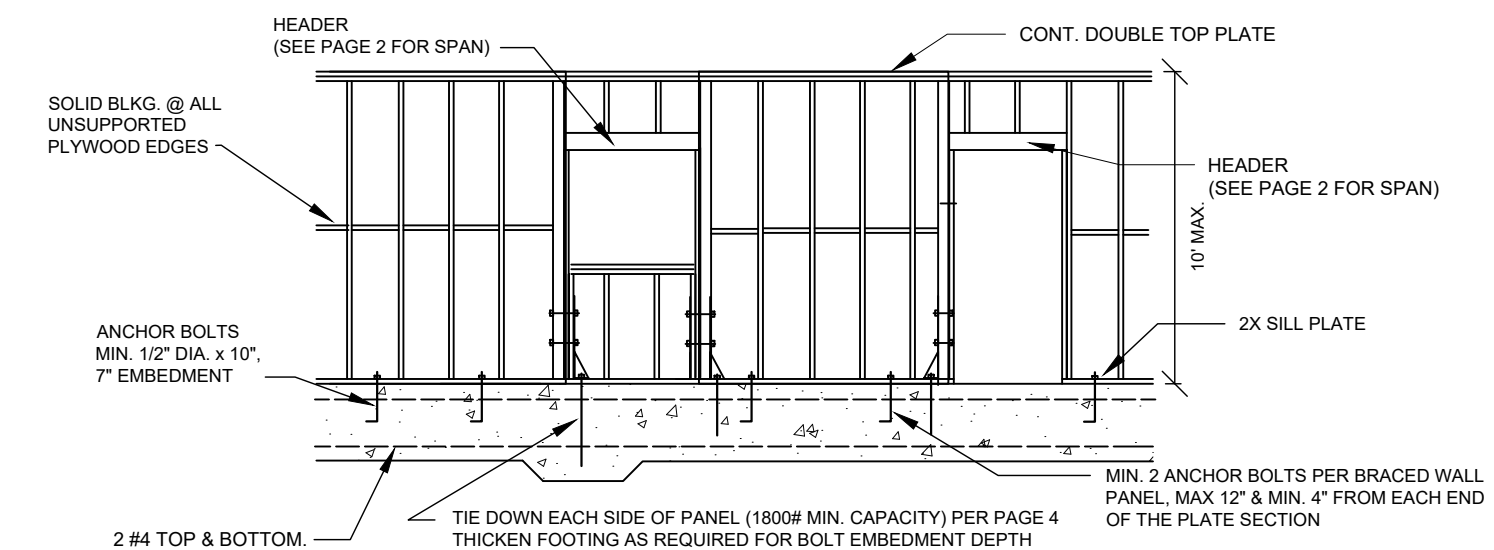 HEADER
(SEE PAGE 2 FOR SPAN)
CONT. DOUBLE TOP PLATE
SOLID BLKG. @ ALL
UNSUPPORTED
PLYWOOD EDGES
HEADER
(SEE PAGE 2 FOR SPAN)
10' MAX.
ANCHOR BOLTS
MIN. 1/2" DIA. x 10",
7" EMBEDMENT
2X SILL PLATE
MIN. 2 ANCHOR BOLTS PER BRACED WALL
PANEL, MAX 12" & MIN. 4" FROM EACH END
OF THE PLATE SECTION
TIE DOWN EACH SIDE OF PANEL (1800# MIN. CAPACITY) PER PAGE 4
THICKEN FOOTING AS REQUIRED FOR BOLT EMBEDMENT DEPTH
2 #4 TOP & BOTTOM.